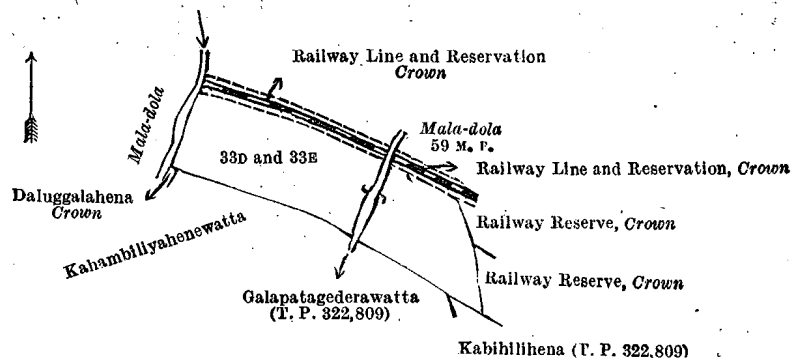 Railway Line and Reservation
Crown
Mala-dola
Mala-dola
59 M. P.
33D and 33E
Railway Line and Reservation, Crown
Daluggalahena
Crown
Railway Reserve, Crown
Kahambiliyahenewatta
Railway Reserve, Crown
Galapatagederawatta
(T. P. 322,809)
Kabihilihena (T. P. 322,809)